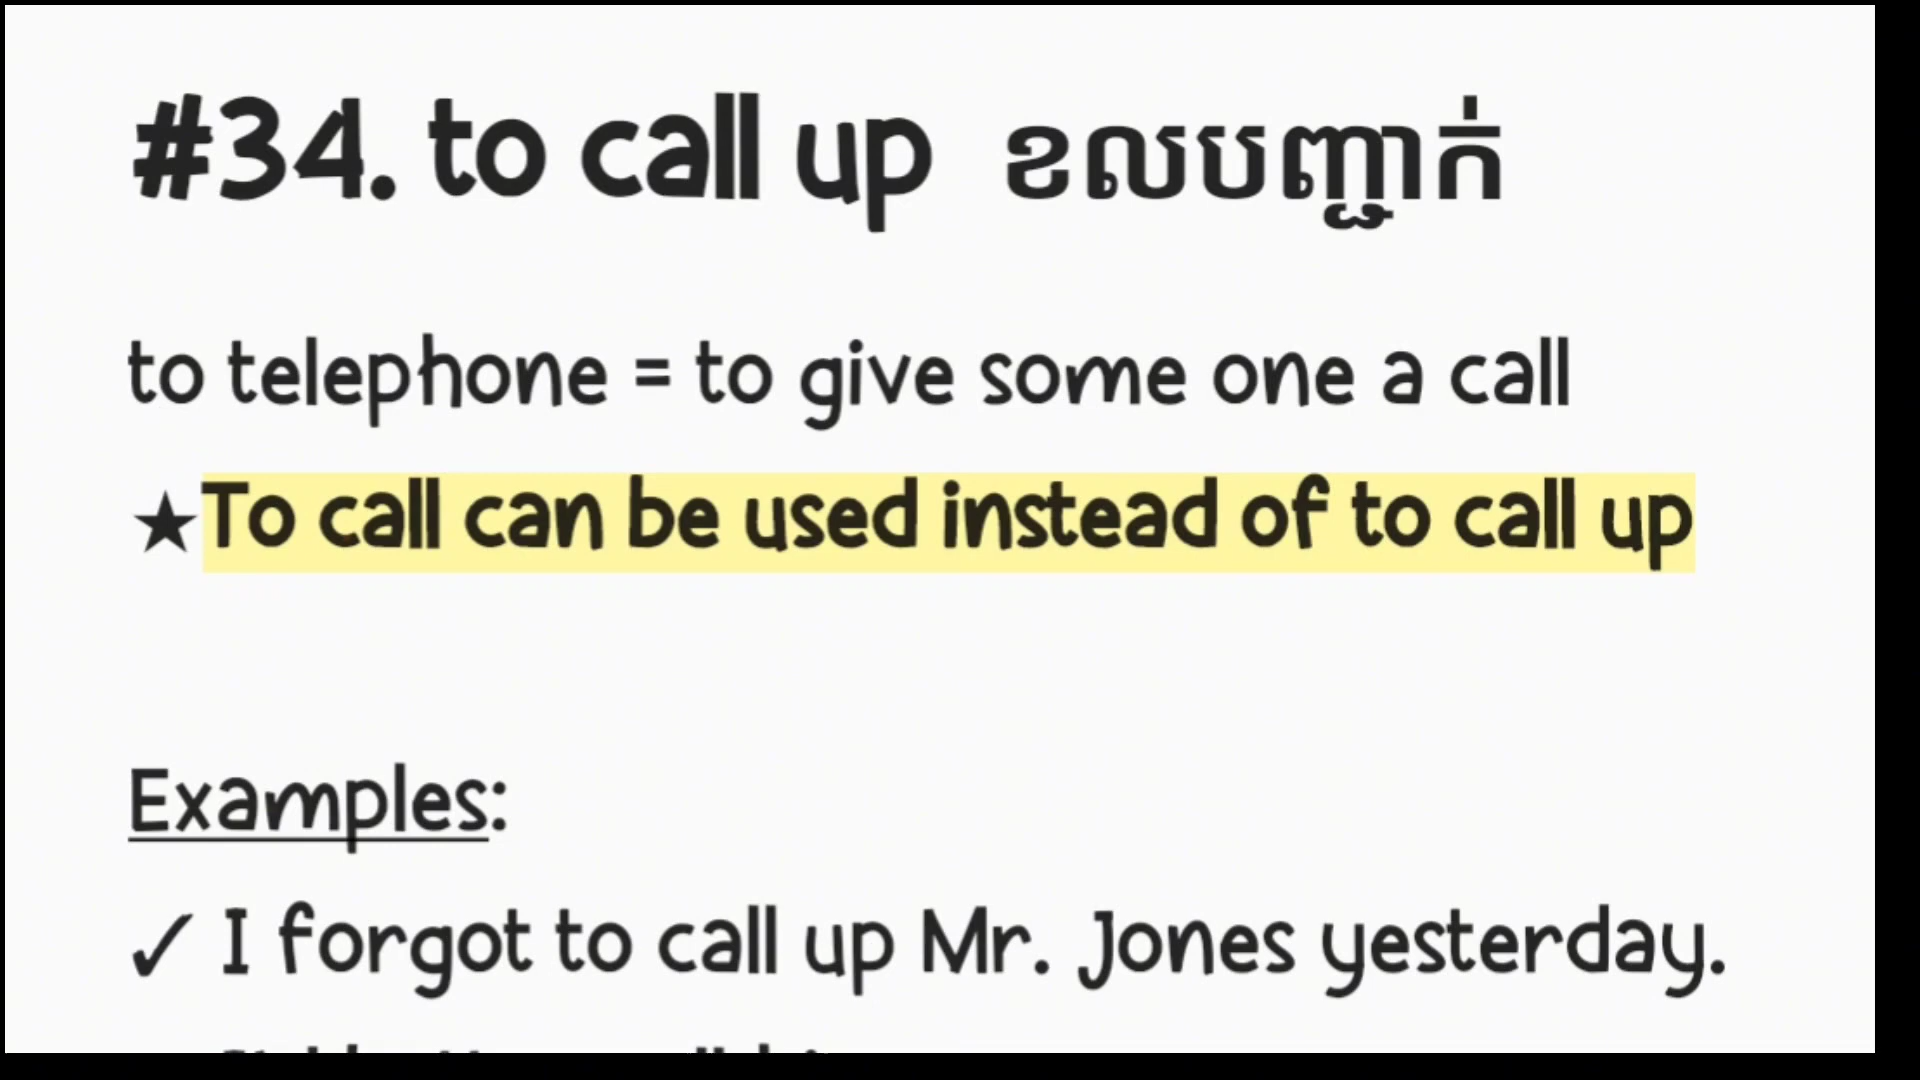 #34. to call up ខលបញ្ជាក់
to telephone = to give some one a call
★To call can be used instead of to call up
Examples:
✓ I forgot to call up Mr. Jones yesterday.